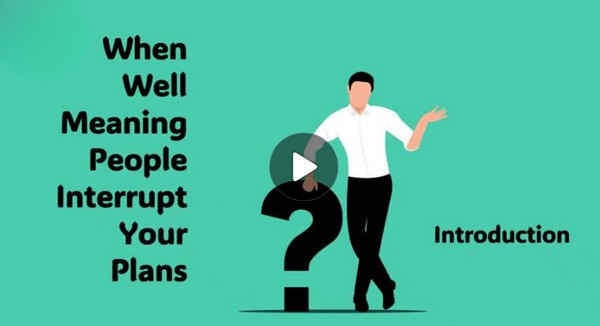 When
Well
Meaning
People
Interrupt
Your
Plans
Introduction